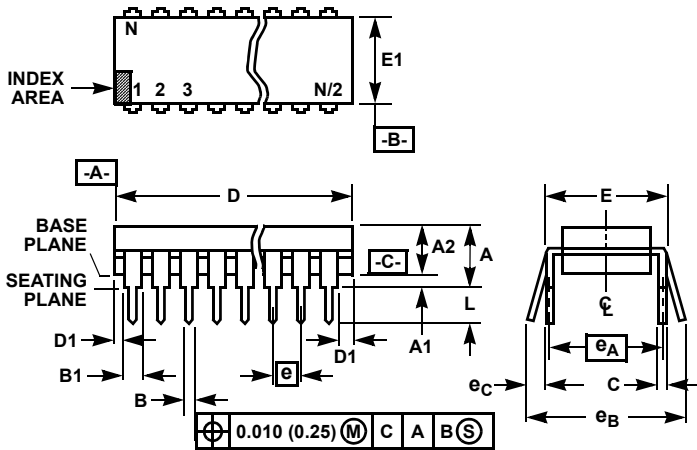 N
INDEX
AREA
1 2 3 N/2
E1
-B-
-A-
D
E
BASE
PLANE
A2
A
-C-
SEATING
PLANE
L
℄
D1
A1
D1
eA
B1
e
eC
C
B
eB
⌖ 0.010 (0.25) Ⓜ C A B Ⓢ